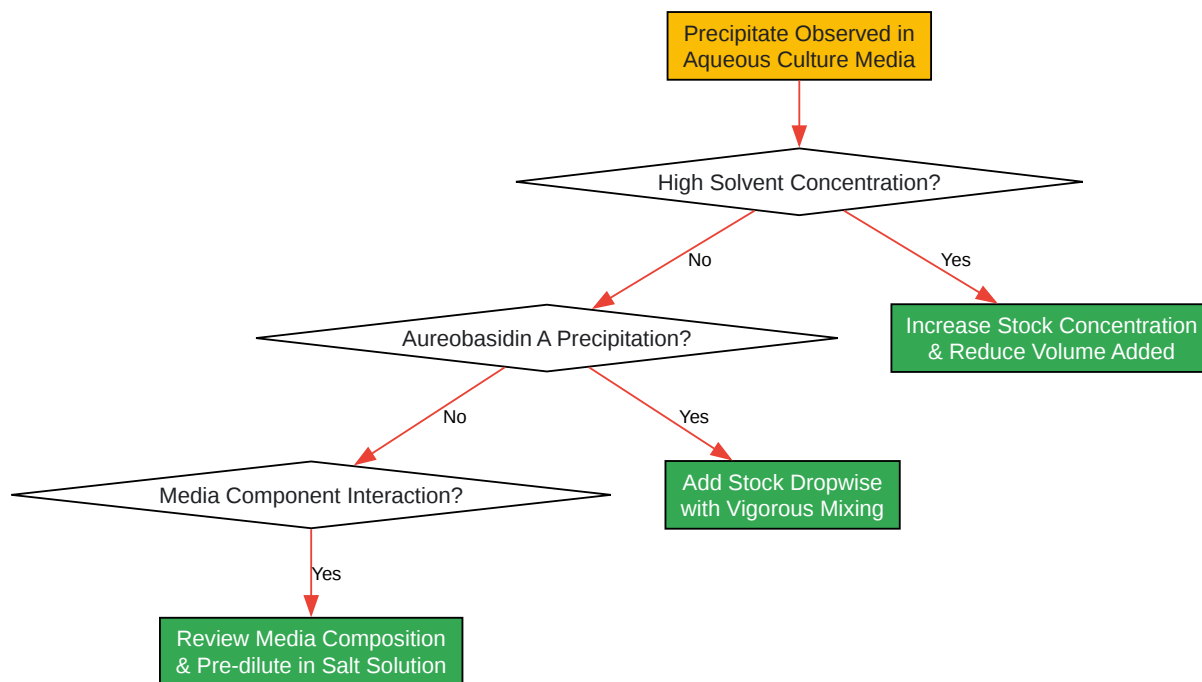 Precipitate Observed in
Aqueous Culture Media
High Solvent Concentration?
No
Yes
Aureobasidin A Precipitation?
Increase Stock Concentration
& Reduce Volume Added
No
Yes
Media Component Interaction?
Add Stock Dropwise
with Vigorous Mixing
Yes
Review Media Composition
& Pre-dilute in Salt Solution